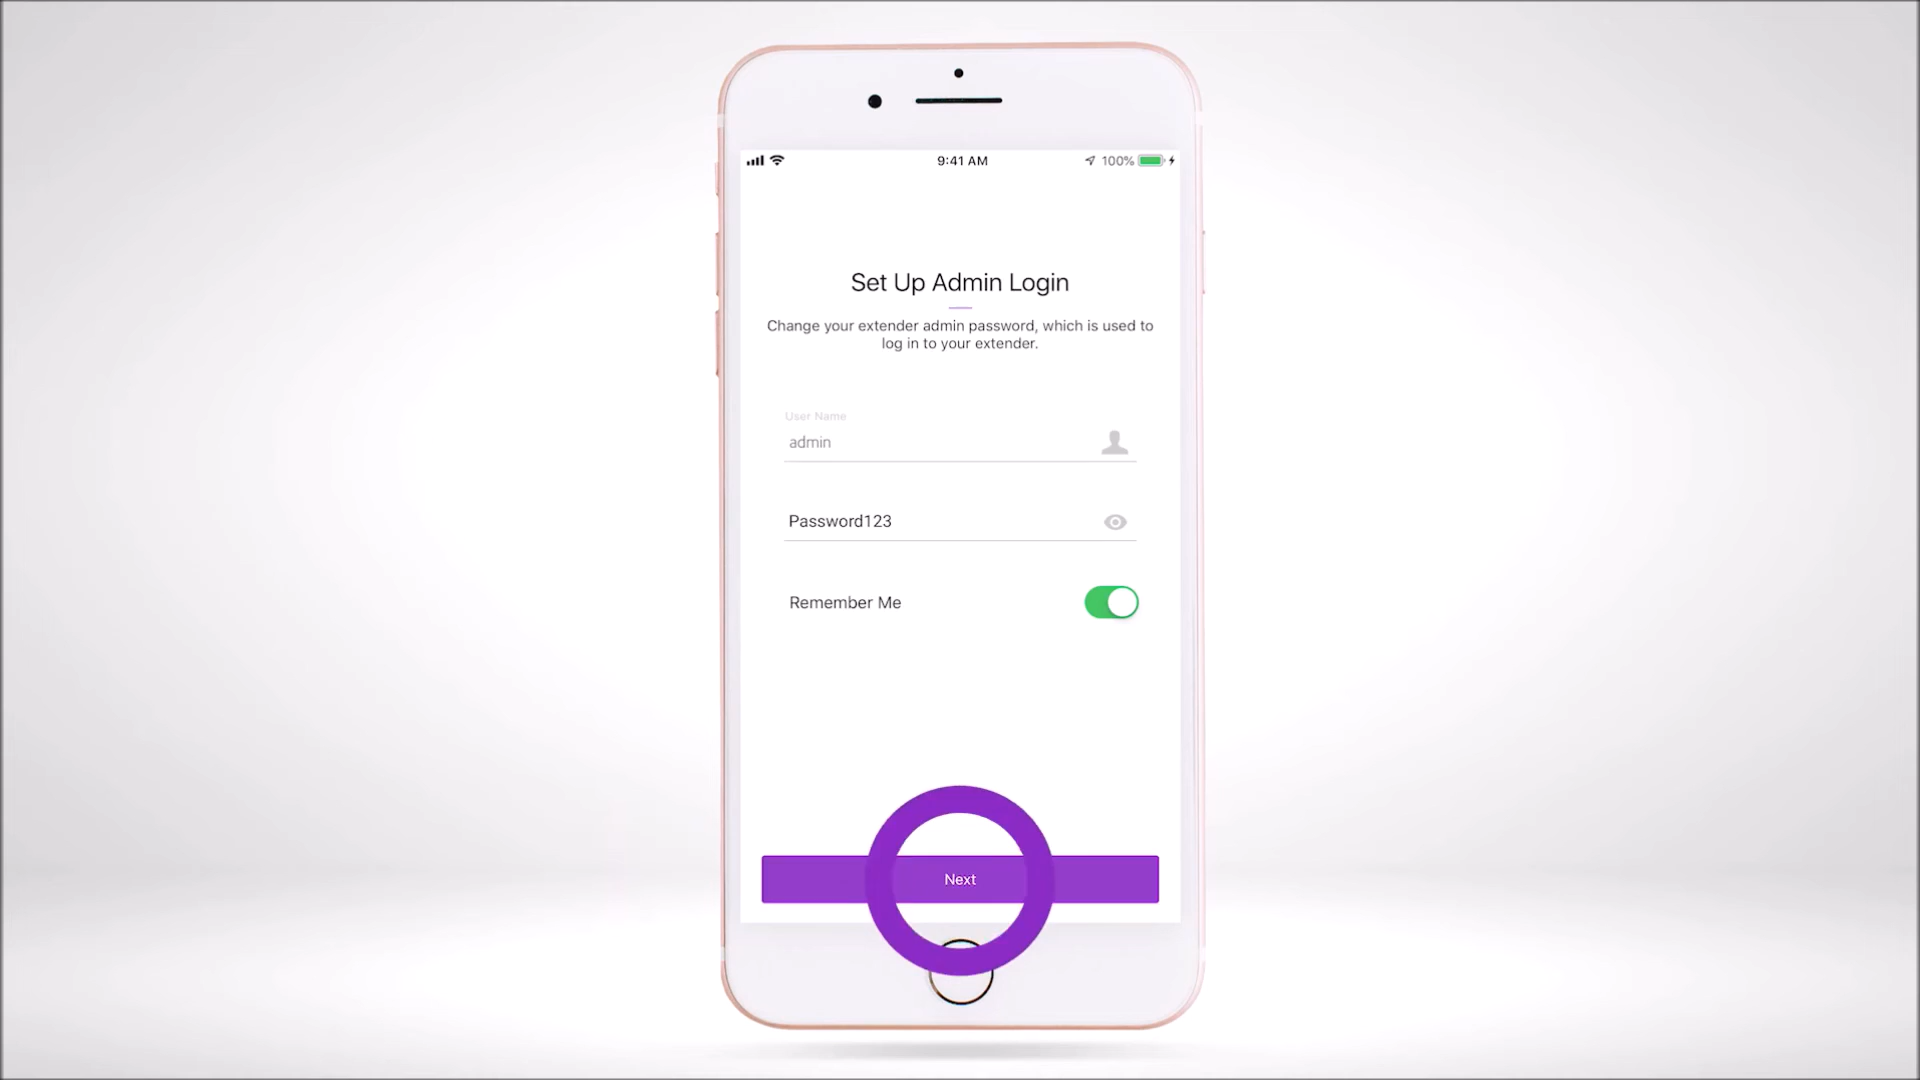 9:41 AM
100%
Set Up Admin Login
Change your extender admin password, which is used to
log in to your extender.
User Name
admin
Password123
Remember Me
Next